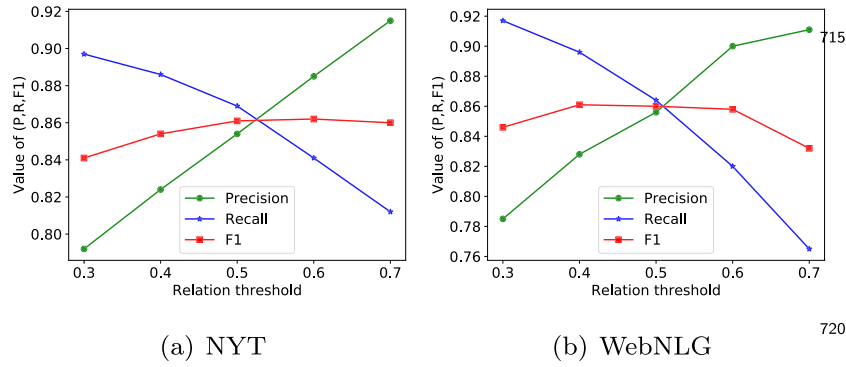 0.92
0.90
0.88
0.86
0.84
0.82
0.80
Value of (P,R,F1)
Precision
Recall
F1
0.3 0.4 0.5 0.6 0.7
Relation threshold
(a) NYT
0.92
0.90
0.88
0.86
0.84
0.82
0.80
0.78
0.76
Value of (P,R,F1)
Precision
Recall
F1
0.3 0.4 0.5 0.6 0.7
Relation threshold
(b) WebNLG
715
720